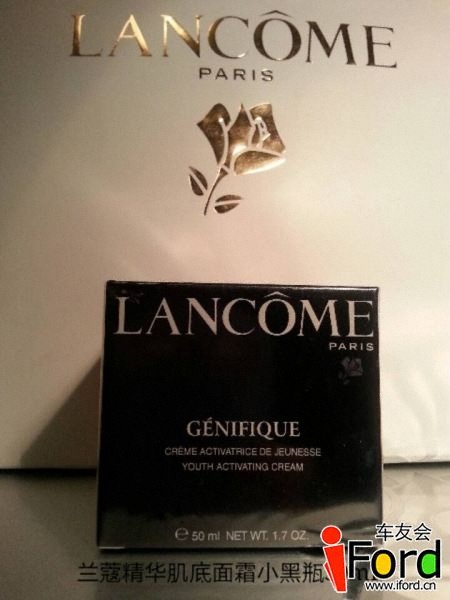 LANCÔME
PARIS
LANCÔME
PARIS
GÉNIFIQUE
CRÈME ACTIVATRICE DE JEUNESSE
YOUTH ACTIVATING CREAM
e 50 ml NET WT. 1.7 OZ.
兰蔻精华肌底面霜小黑瓶
车友会
iFord
www.iford.cn